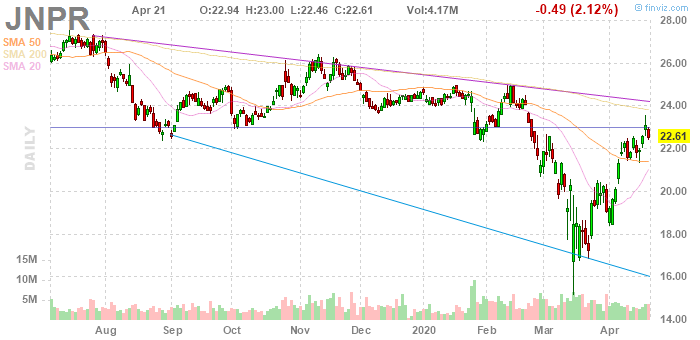 JNPR
Apr 21 O:22.94 H:23.00 L:22.46 C:22.61 Vol:4.17M -0.49 (2.12%)
© finviz.com
SMA 50
SMA 200
SMA 20
DAILY
28.00
26.00
24.00
22.61
22.00
20.00
18.00
16.00
14.00
15M
10M
5M
Aug Sep Oct Nov Dec 2020 Feb Mar Apr